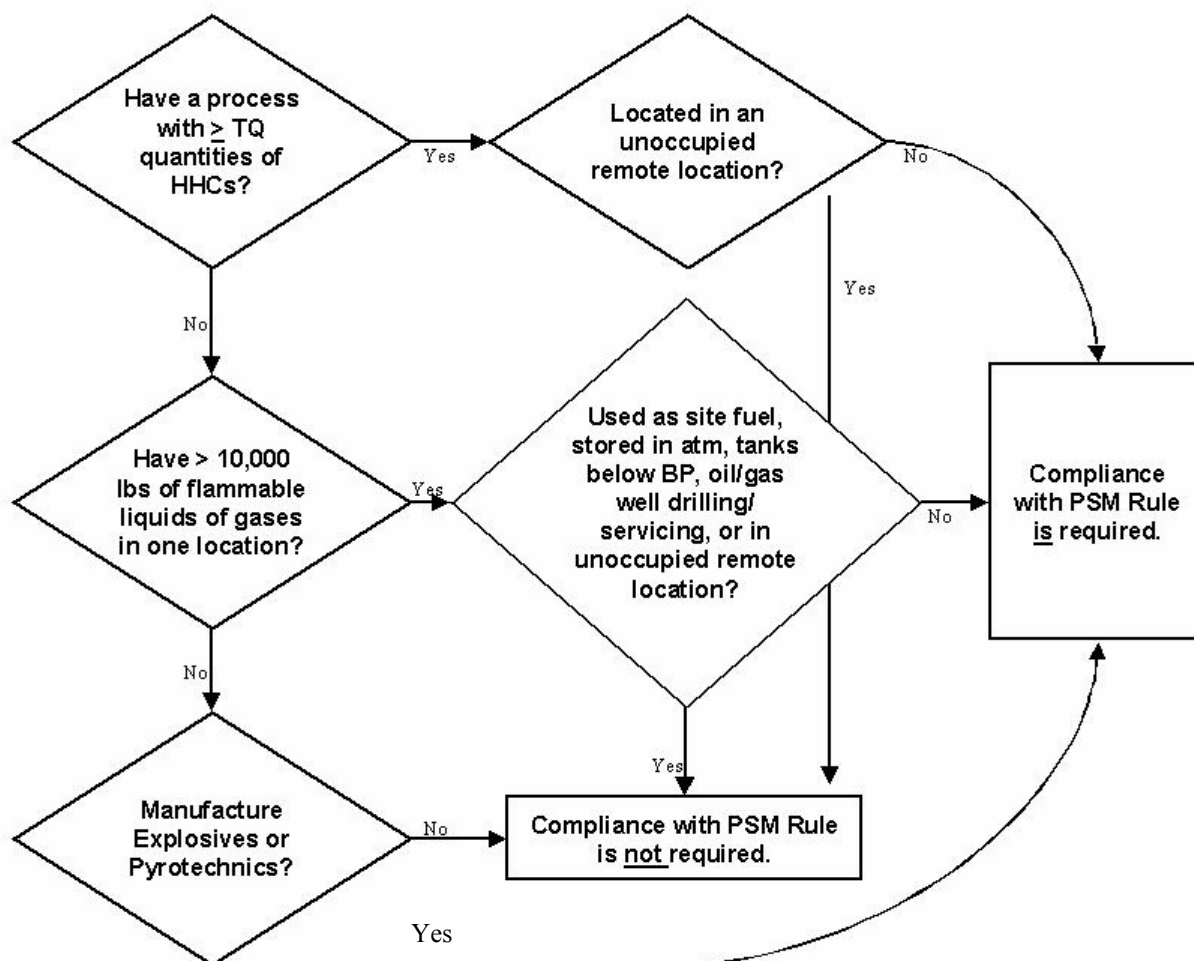 Have a process
with ≥ TQ
quantities of
HHCs?
Yes
Located in an
unoccupied
remote location?
No
Yes
No
Have > 10,000
lbs of flammable
liquids of gases
in one location?
Yes
Used as site fuel,
stored in atm, tanks
below BP, oil/gas
well drilling/
servicing, or in
unoccupied remote
location?
No
Compliance
with PSM Rule
is required.
No
Yes
Manufacture
Explosives or
Pyrotechnics?
No
Compliance with PSM Rule
is not required.
Yes